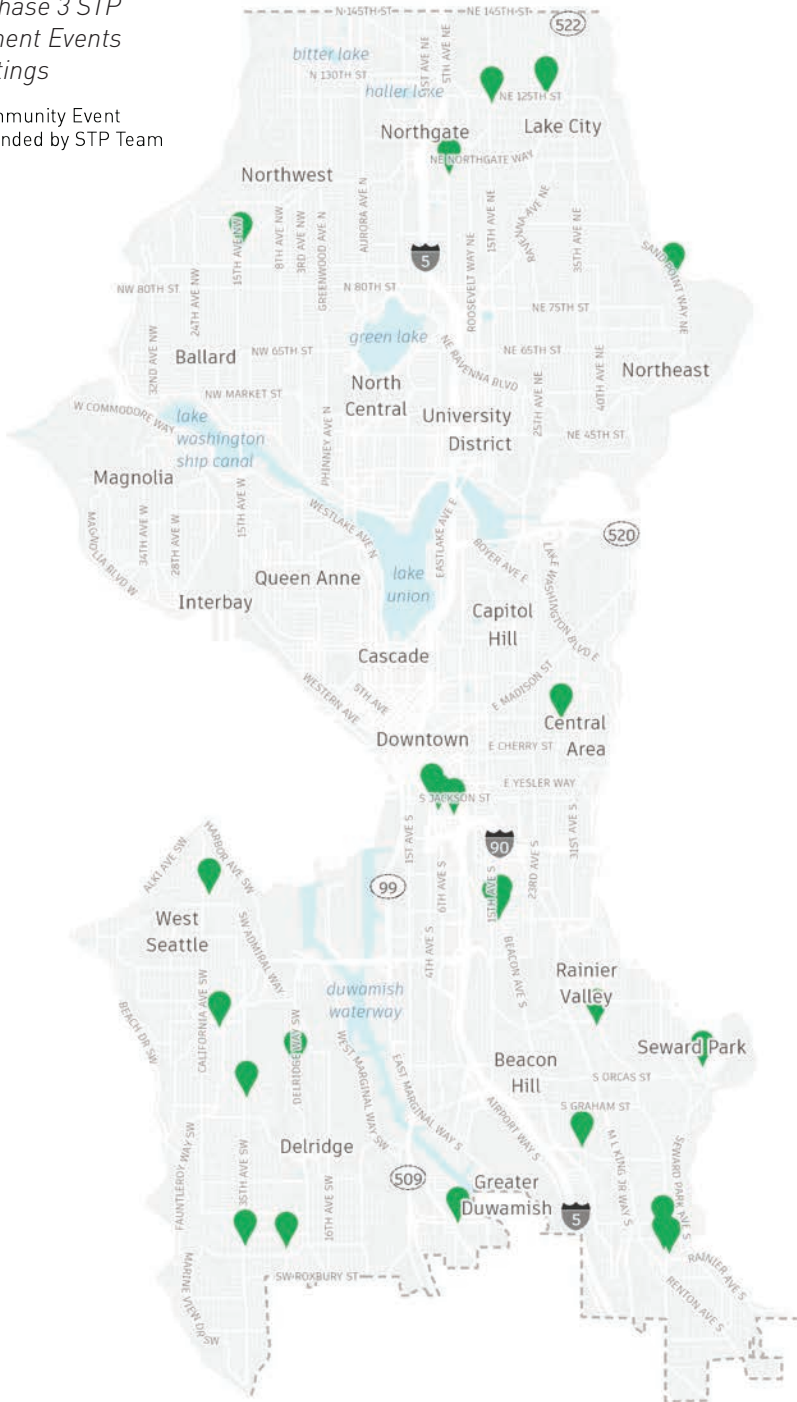 hase 3 STP
ment Events
tings
mmunity Event
nded by STP Team
N 145TH ST
NE 145TH ST
522
bitter lake
N 130TH ST
1ST AVE NE
5TH AVE NE
haller lake
NE 125TH ST
Northgate
Lake City
NE NORTHGATE WAY
Northwest
15TH AVE NW
8TH AVE NW
3RD AVE NW
GREENWOOD AVE N
AURORA AVE N
5
ROOSEVELT WAY NE
15TH AVE NE
RAVENNA AVE NE
35TH AVE NE
SAND POINT WAY NE
NW 80TH ST
24TH AVE NW
N 80TH ST
NE 75TH ST
32ND AVE NW
Ballard
NW 65TH ST
green lake
NE RAVENNA BLVD
NE 65TH ST
40TH AVE NE
Northeast
NW MARKET ST
North
Central
25TH AVE NE
W COMMODORE WAY
lake
washington
ship canal
PHINNEY AVE N
University
District
NE 45TH ST
Magnolia
MAGNOLIA BLVD W
34TH AVE W
28TH AVE W
15TH AVE W
WESTLAKE AVE N
EASTLAKE AVE E
BOYER AVE E
LAKE WASHINGTON BLVD E
520
Queen Anne
lake
union
Interbay
Capitol
Hill
Cascade
WESTERN AVE
5TH AVE
E MADISON ST
Central
Area
Downtown
E CHERRY ST
E YESLER WAY
S JACKSON ST
1ST AVE S
90
31ST AVE S
ALKI AVE SW
HARBOR AVE SW
99
6TH AVE S
15TH AVE S
23RD AVE S
West
Seattle
SW ADMIRAL WAY
4TH AVE S
BEACON AVE S
Rainier
Valley
duwamish
waterway
BEACH DR SW
CALIFORNIA AVE SW
DELRIDGE WAY SW
WEST MARGINAL WAY SW
EAST MARGINAL WAY S
Seward Park
Beacon
Hill
S ORCAS ST
AIRPORT WAY S
S GRAHAM ST
FAUNTLEROY WAY SW
35TH AVE SW
Delridge
16TH AVE SW
509
Greater
Duwamish
5
M L KING JR WAY S
SEWARD PARK AVE S
MARINE VIEW DR SW
SW ROXBURY ST
RAINIER AVE S
RENTON AVE S